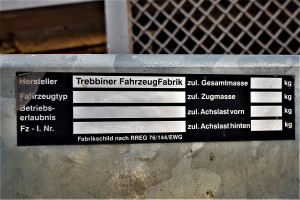 Hersteller Trebbiner FahrzeugFabrik zul. Gesamtmasse kg
Fahrzeugtyp zul. Zugmasse kg
Betriebs- zul. Achslast vorn kg
erlaubnis
Fz - I. Nr. zul. Achslast hinten kg
Fabrikschild nach RREG 76/144/EWG